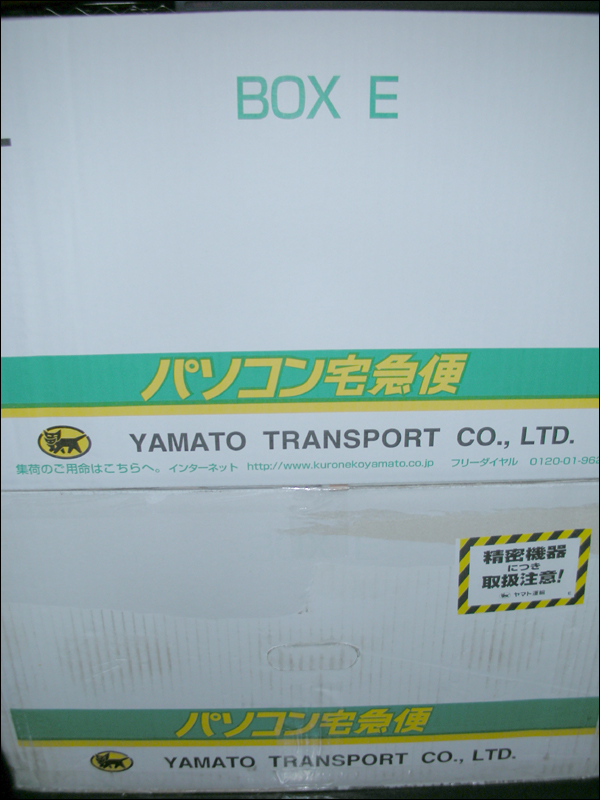 BOX E
パソコン宅急便
YAMATO TRANSPORT CO., LTD.
集荷のご用命はこちらへ。インターネット http://www.kuronekoyamato.co.jp フリーダイヤル 0120-01-962
精密機器
につき
取扱注意!
ヤマト運輸
パソコン宅急便
YAMATO TRANSPORT CO., LTD.